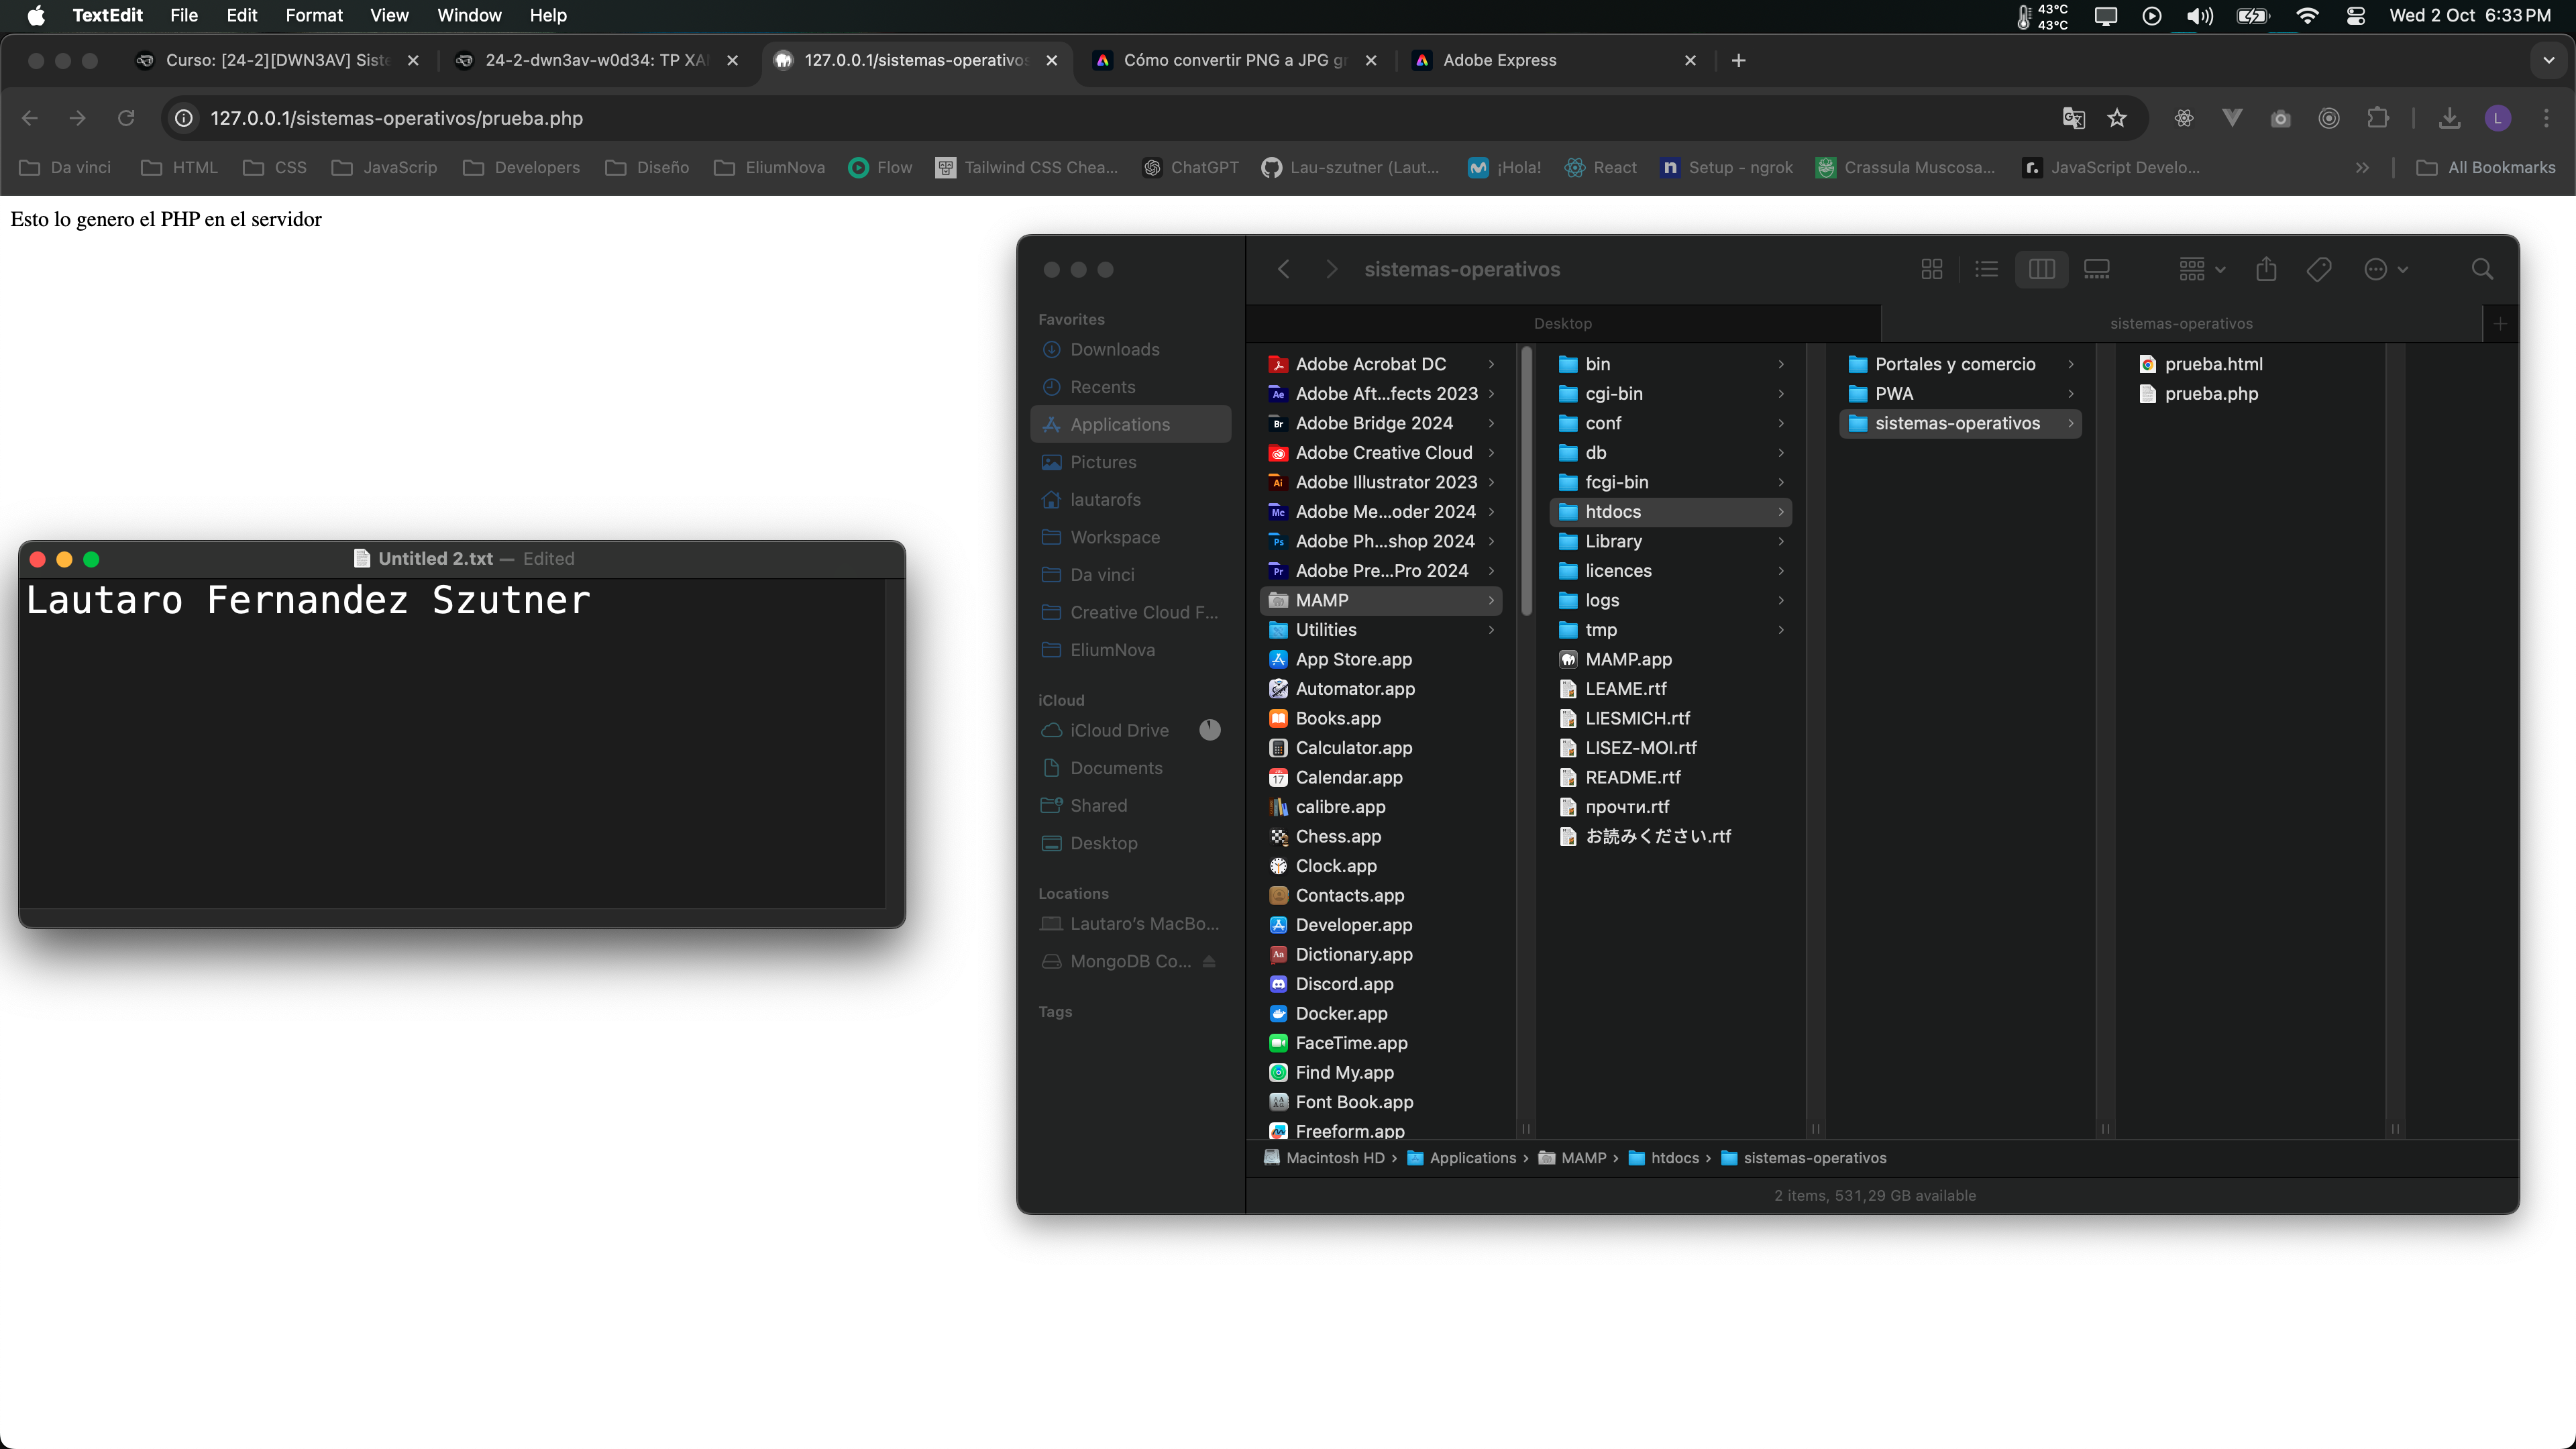 TextEdit File Edit Format View Window Help
43°C
43°C
Wed 2 Oct 6:33 PM
Curso: [24-2][DWN3AV] Siste
24-2-dwn3av-w0d34: TP XA
127.0.0.1/sistemas-operativos
Cómo convertir PNG a JPG gr
Adobe Express
127.0.0.1/sistemas-operativos/prueba.php
L
Da vinci HTML CSS JavaScrip Developers Diseño EliumNova Flow Tailwind CSS Chea... ChatGPT Lau-szutner (Laut... ¡Hola! React Setup - ngrok Crassula Muscosa... JavaScript Develo... All Bookmarks
Esto lo genero el PHP en el servidor
Untitled 2.txt — Edited
Lautaro Fernandez Szutner
sistemas-operativos
Desktop
sistemas-operativos
Favorites
Downloads
Recents
Applications
Pictures
lautarofs
Workspace
Da vinci
Creative Cloud F...
EliumNova
iCloud
iCloud Drive
Documents
Shared
Desktop
Locations
Lautaro's MacBo...
MongoDB Co...
Tags
Adobe Acrobat DC
Adobe Aft...fects 2023
Adobe Bridge 2024
Adobe Creative Cloud
Adobe Illustrator 2023
Adobe Me...oder 2024
Adobe Ph...shop 2024
Adobe Pre...Pro 2024
MAMP
Utilities
App Store.app
Automator.app
Books.app
Calculator.app
Calendar.app
calibre.app
Chess.app
Clock.app
Contacts.app
Developer.app
Dictionary.app
Discord.app
Docker.app
FaceTime.app
Find My.app
Font Book.app
Freeform.app
bin
cgi-bin
conf
db
fcgi-bin
htdocs
Library
licences
logs
tmp
MAMP.app
LEAME.rtf
LIESMICH.rtf
LISEZ-MOI.rtf
README.rtf
прочти.rtf
お読みください.rtf
Portales y comercio
PWA
sistemas-operativos
prueba.html
prueba.php
Macintosh HD › Applications › MAMP › htdocs › sistemas-operativos
2 items, 531,29 GB available